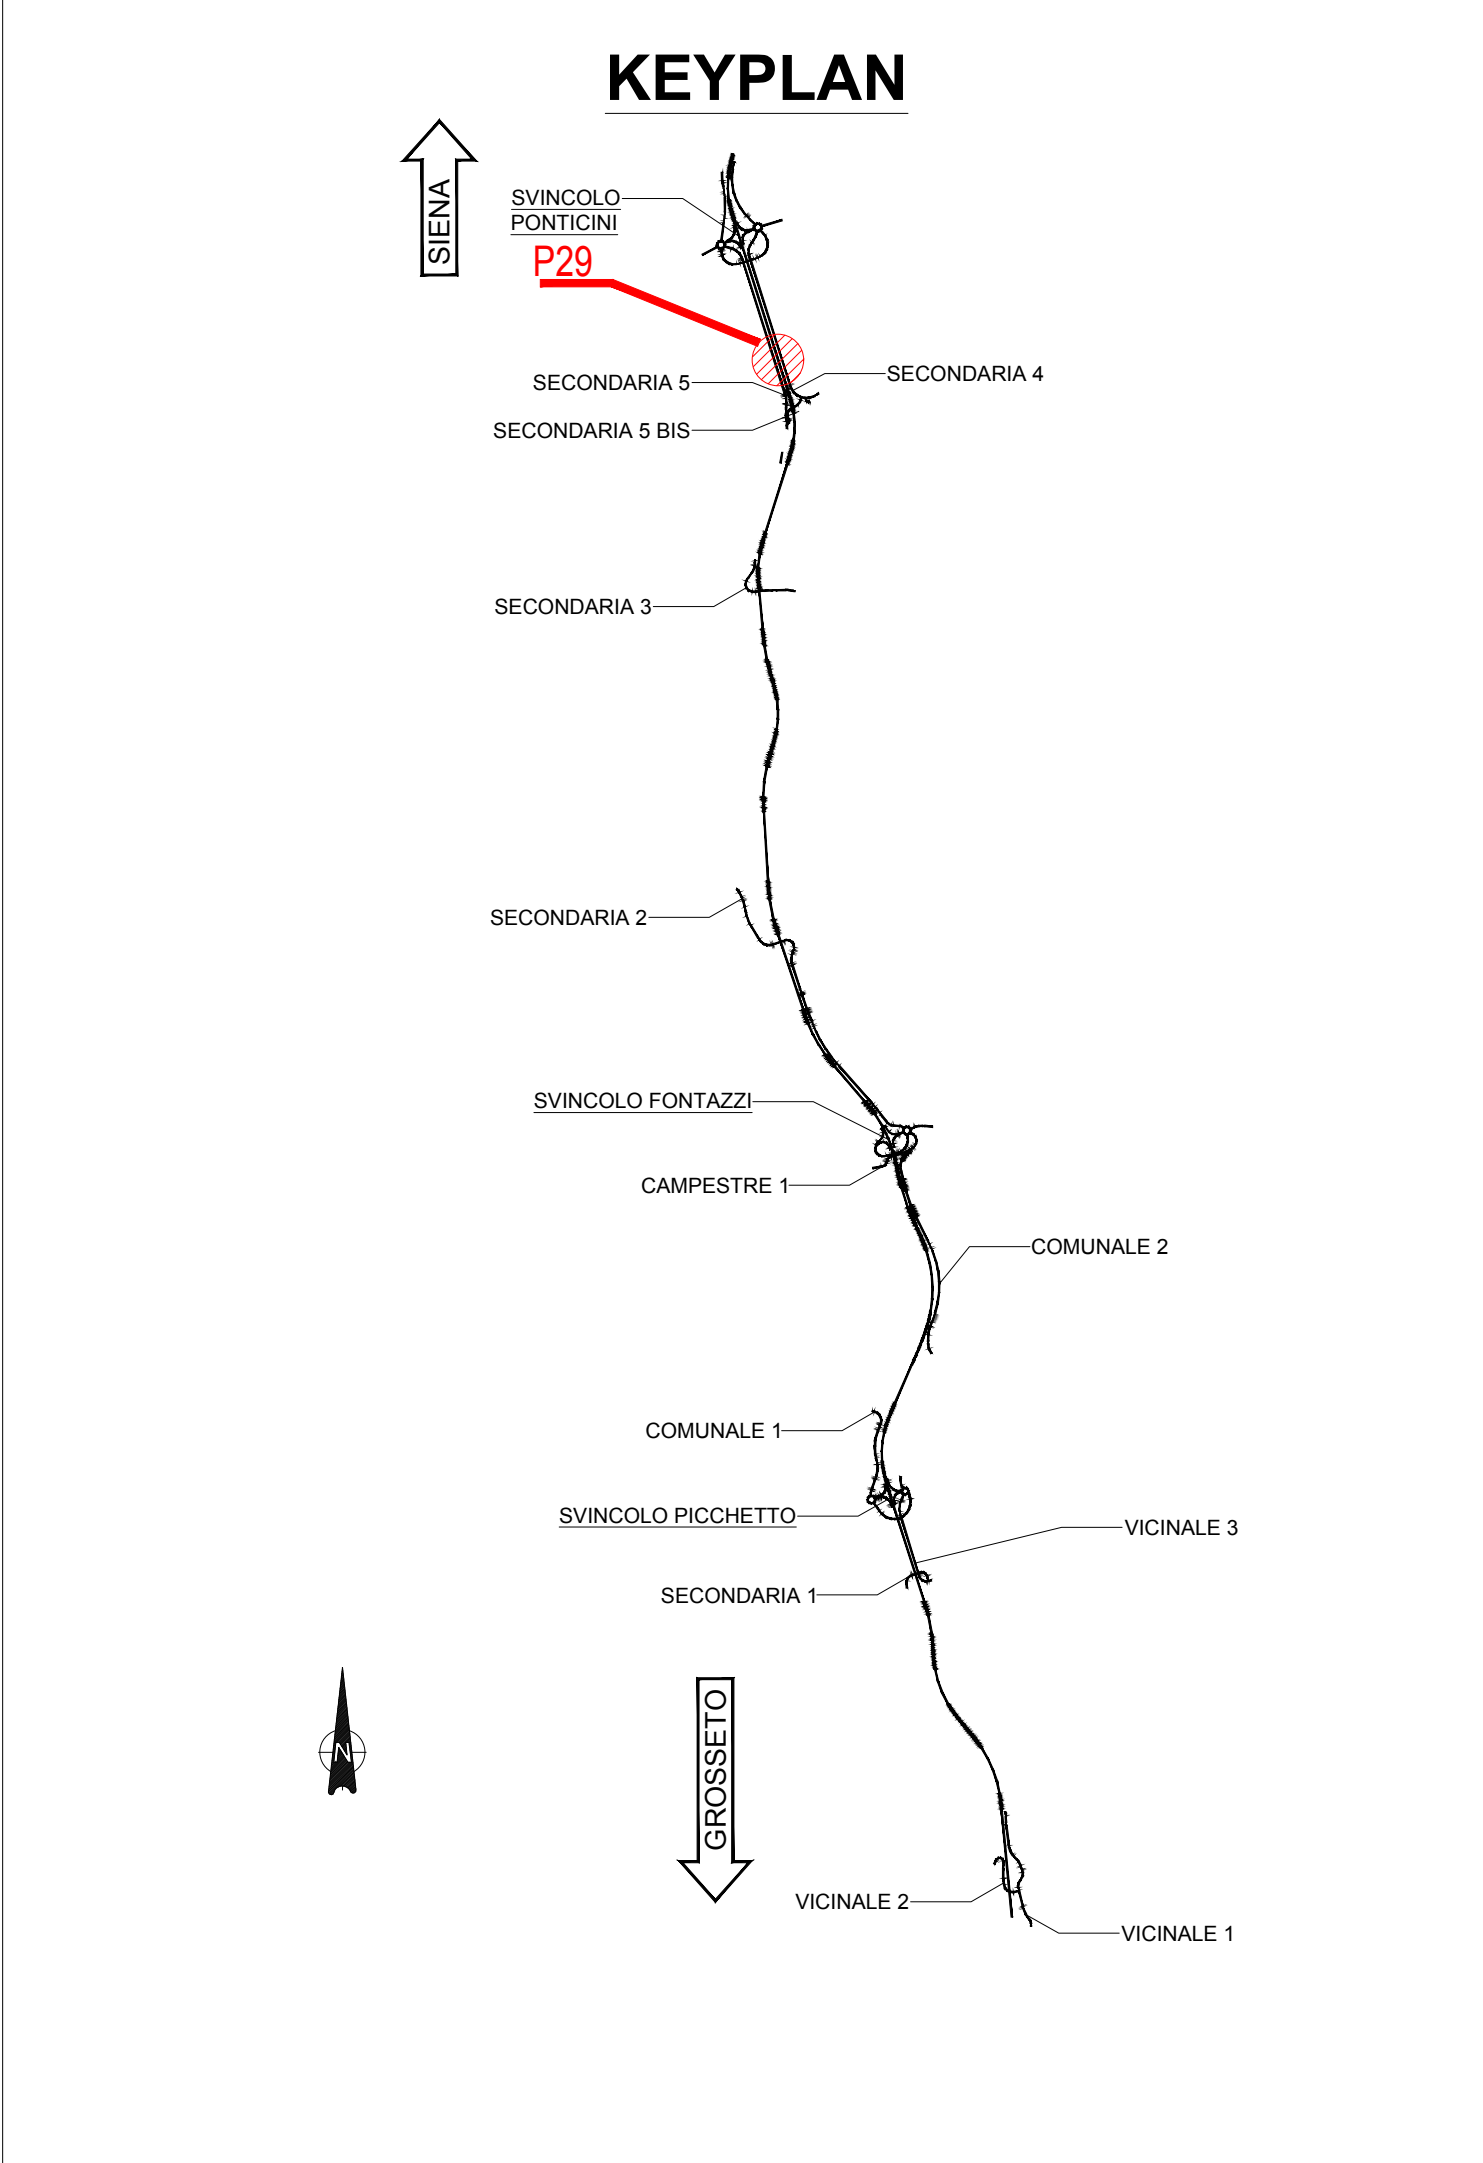 KEYPLAN
SIENA
SVINCOLO
PONTICINI
P29
SECONDARIA 4
SECONDARIA 5
SECONDARIA 5 BIS
SECONDARIA 3
SECONDARIA 2
SVINCOLO FONTAZZI
CAMPESTRE 1
COMUNALE 2
COMUNALE 1
SVINCOLO PICCHETTO
VICINALE 3
SECONDARIA 1
GROSSETO
N
VICINALE 2
VICINALE 1